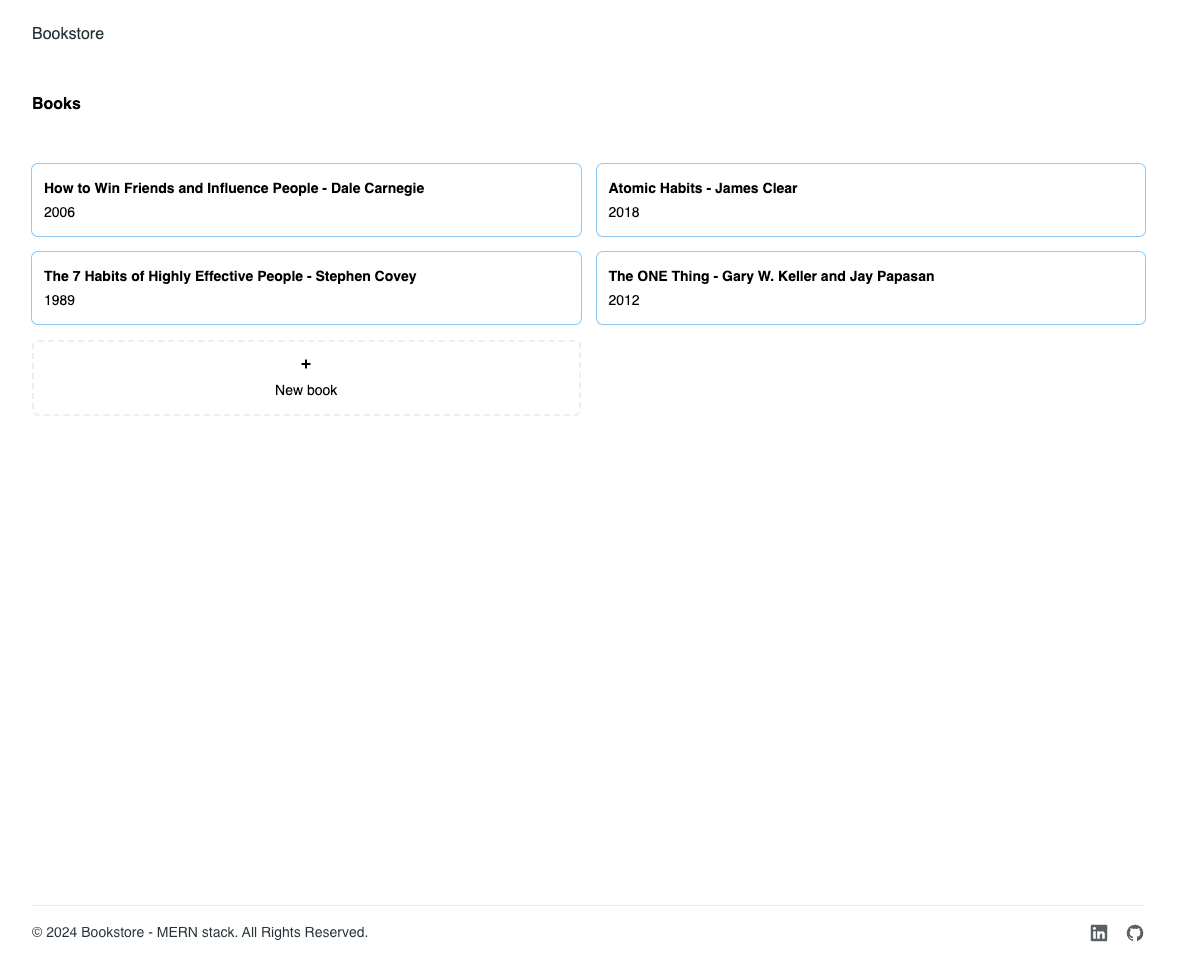 Bookstore
Books
How to Win Friends and Influence People - Dale Carnegie
2006
Atomic Habits - James Clear
2018
The 7 Habits of Highly Effective People - Stephen Covey
1989
The ONE Thing - Gary W. Keller and Jay Papasan
2012
+
New book
© 2024 Bookstore - MERN stack. All Rights Reserved.
in